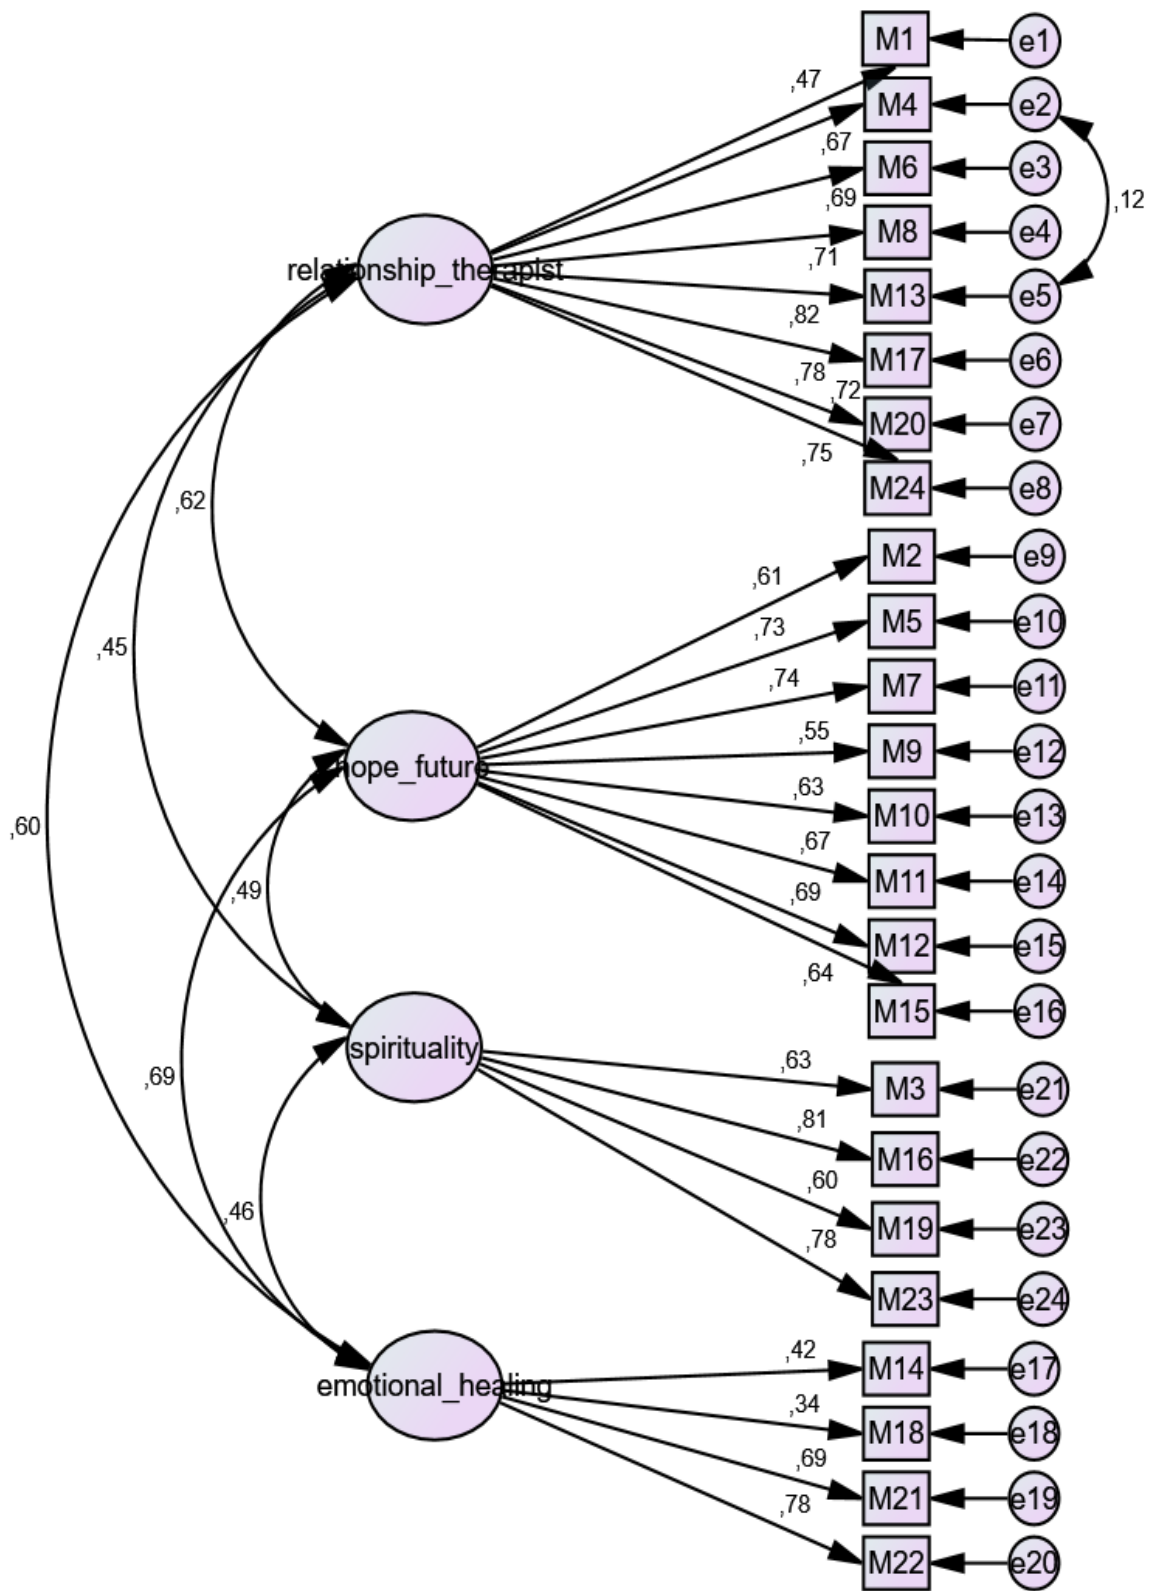 M1
e1
,47
M4
e2
,67
M6
e3
,69
M8
e4
,12
,71
relationship_therapist
M13
e5
,82
M17
e6
,78
,72
M20
e7
,75
M24
e8
,62
M2
e9
,61
M5
e10
,73
,45
M7
e11
,74
M9
e12
,55
hope_future
M10
e13
,63
,60
M11
e14
,67
,49
M12
e15
,69
M15
e16
,64
spirituality
M3
e21
,63
,69
M16
e22
,81
M19
e23
,60
,46
M23
e24
,78
M14
e17
,42
emotional_healing
M18
e18
,34
M21
e19
,69
M22
e20
,78